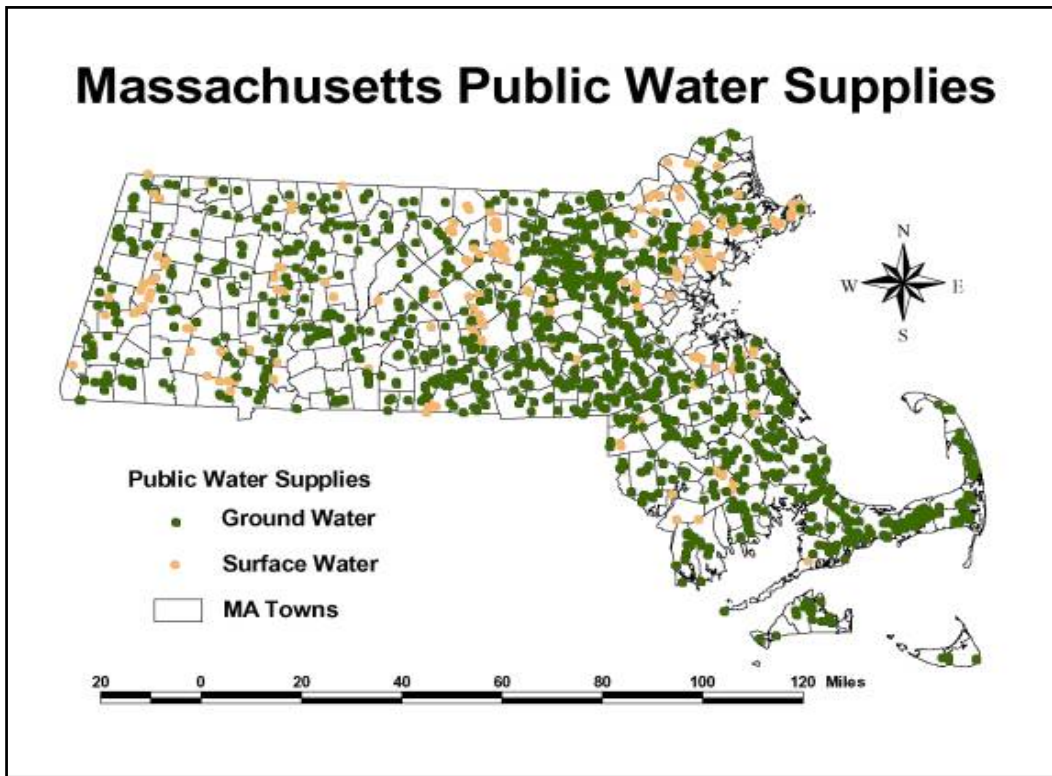 Massachusetts Public Water Supplies
N
W E
S
Public Water Supplies
Ground Water
Surface Water
MA Towns
20 0 20 40 60 80 100 120 Miles